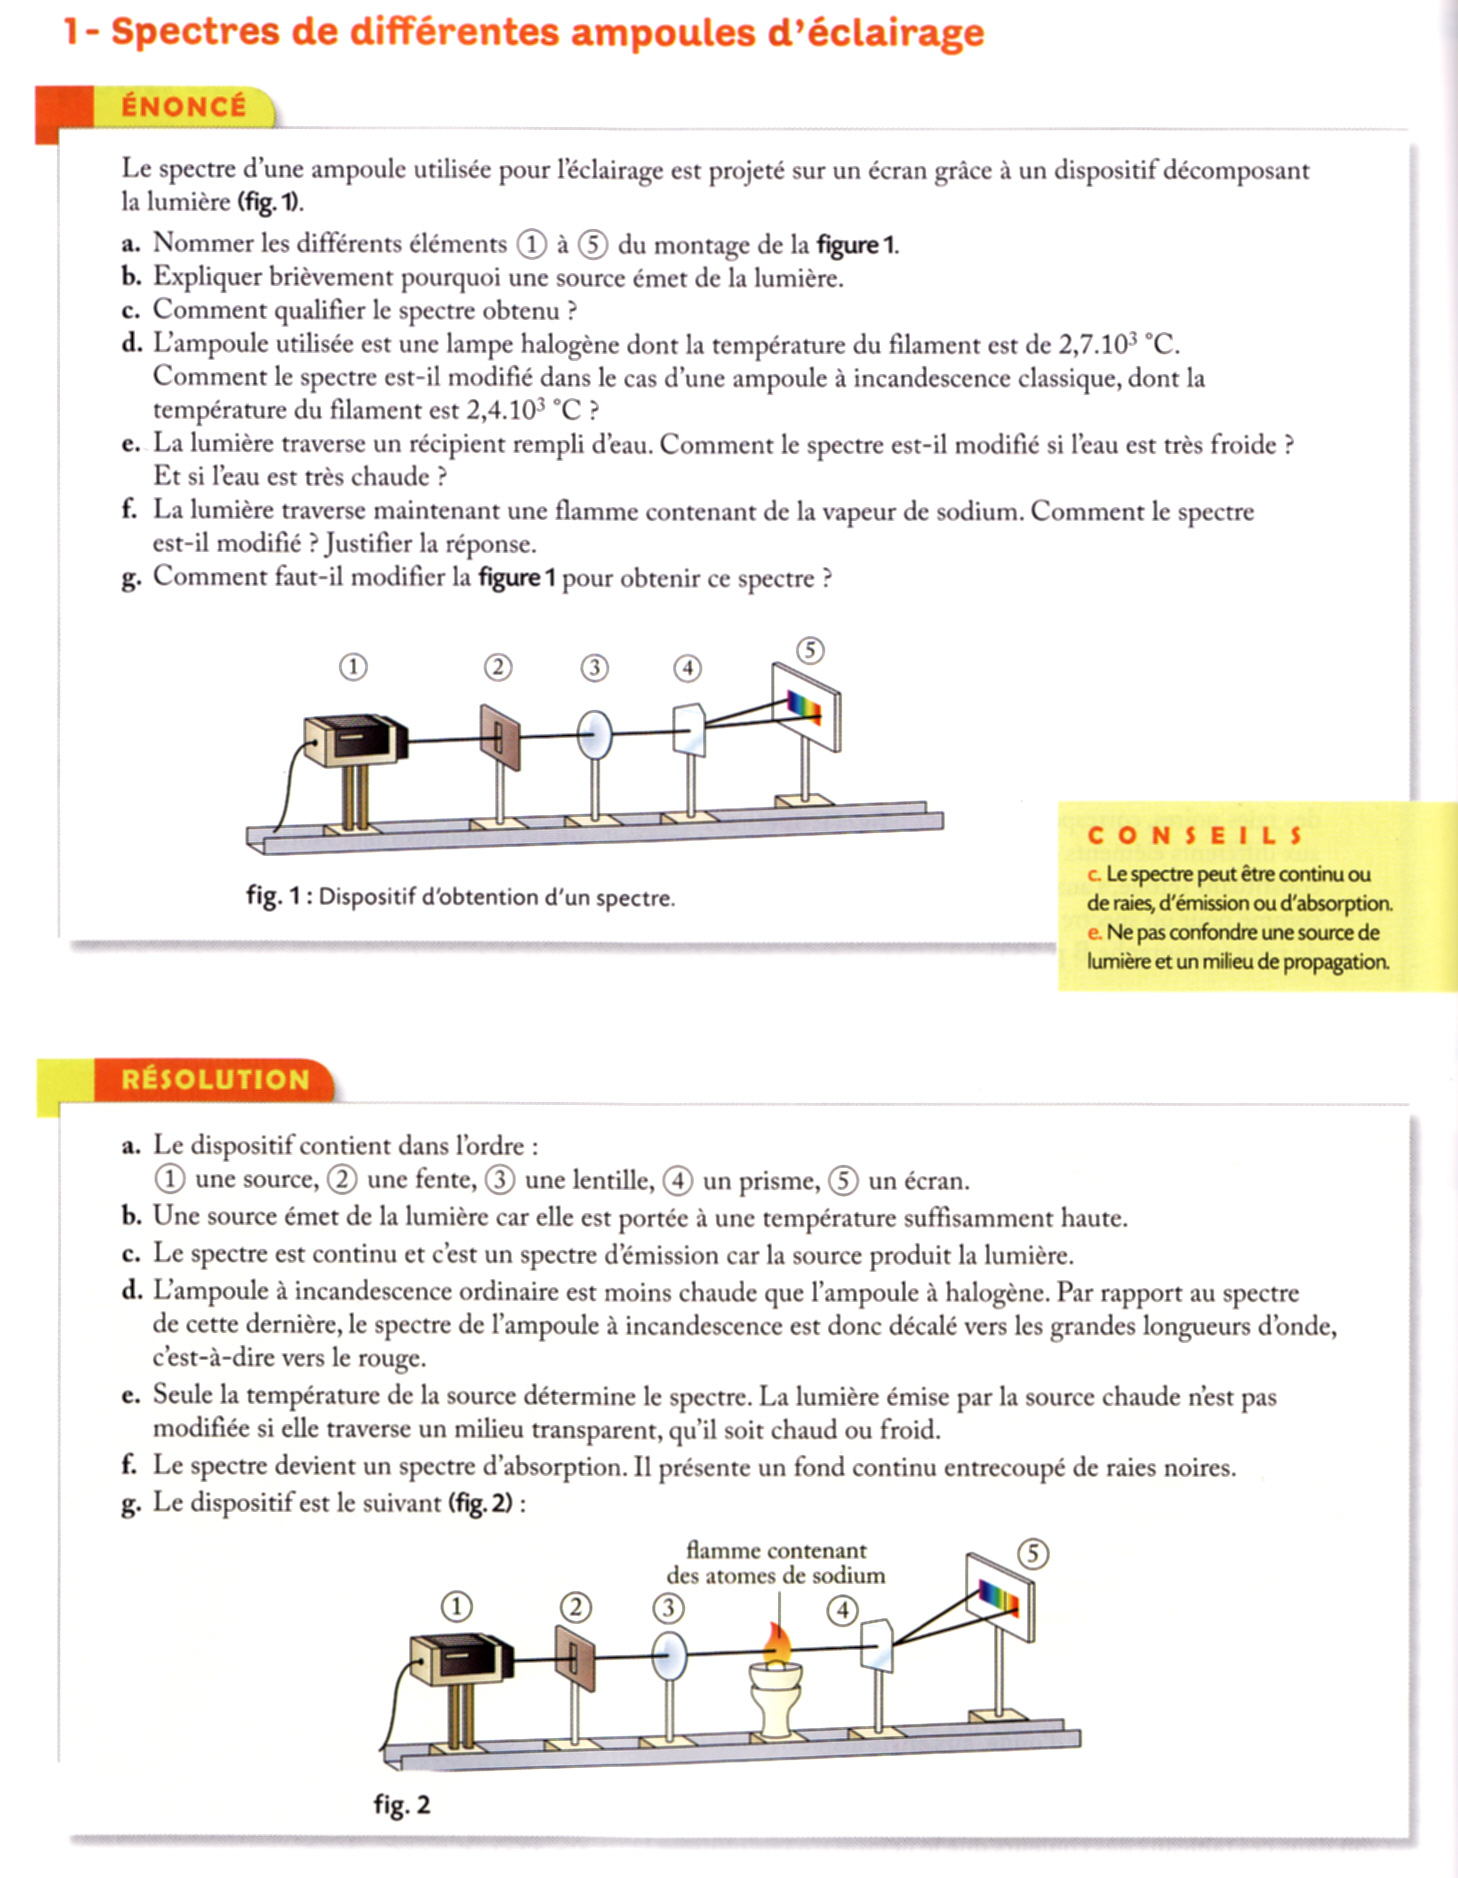 1- Spectres de différentes ampoules d'éclairage
ÉNONCÉ
Le spectre d'une ampoule utilisée pour l'éclairage est projeté sur un écran grâce à un dispositif décomposant
la lumière (fig. 1).
a. Nommer les différents éléments ① à ⑤ du montage de la figure 1.
b. Expliquer brièvement pourquoi une source émet de la lumière.
c. Comment qualifier le spectre obtenu ?
d. L'ampoule utilisée est une lampe halogène dont la température du filament est de 2,7.10³ °C.
Comment le spectre est-il modifié dans le cas d'une ampoule à incandescence classique, dont la
température du filament est 2,4.10³ °C ?
e. La lumière traverse un récipient rempli d'eau. Comment le spectre est-il modifié si l'eau est très froide ?
Et si l'eau est très chaude ?
f. La lumière traverse maintenant une flamme contenant de la vapeur de sodium. Comment le spectre
est-il modifié ? Justifier la réponse.
g. Comment faut-il modifier la figure 1 pour obtenir ce spectre ?
① ② ③ ④ ⑤
fig. 1 : Dispositif d'obtention d'un spectre.
CONSEILS
c. Le spectre peut être continu ou
de raies, d'émission ou d'absorption.
e. Ne pas confondre une source de
lumière et un milieu de propagation.
RÉSOLUTION
a. Le dispositif contient dans l'ordre :
① une source, ② une fente, ③ une lentille, ④ un prisme, ⑤ un écran.
b. Une source émet de la lumière car elle est portée à une température suffisamment haute.
c. Le spectre est continu et c'est un spectre d'émission car la source produit la lumière.
d. L'ampoule à incandescence ordinaire est moins chaude que l'ampoule à halogène. Par rapport au spectre
de cette dernière, le spectre de l'ampoule à incandescence est donc décalé vers les grandes longueurs d'onde,
c'est-à-dire vers le rouge.
e. Seule la température de la source détermine le spectre. La lumière émise par la source chaude n'est pas
modifiée si elle traverse un milieu transparent, qu'il soit chaud ou froid.
f. Le spectre devient un spectre d'absorption. Il présente un fond continu entrecoupé de raies noires.
g. Le dispositif est le suivant (fig. 2) :
flamme contenant
des atomes de sodium
① ② ③ ④ ⑤
fig. 2